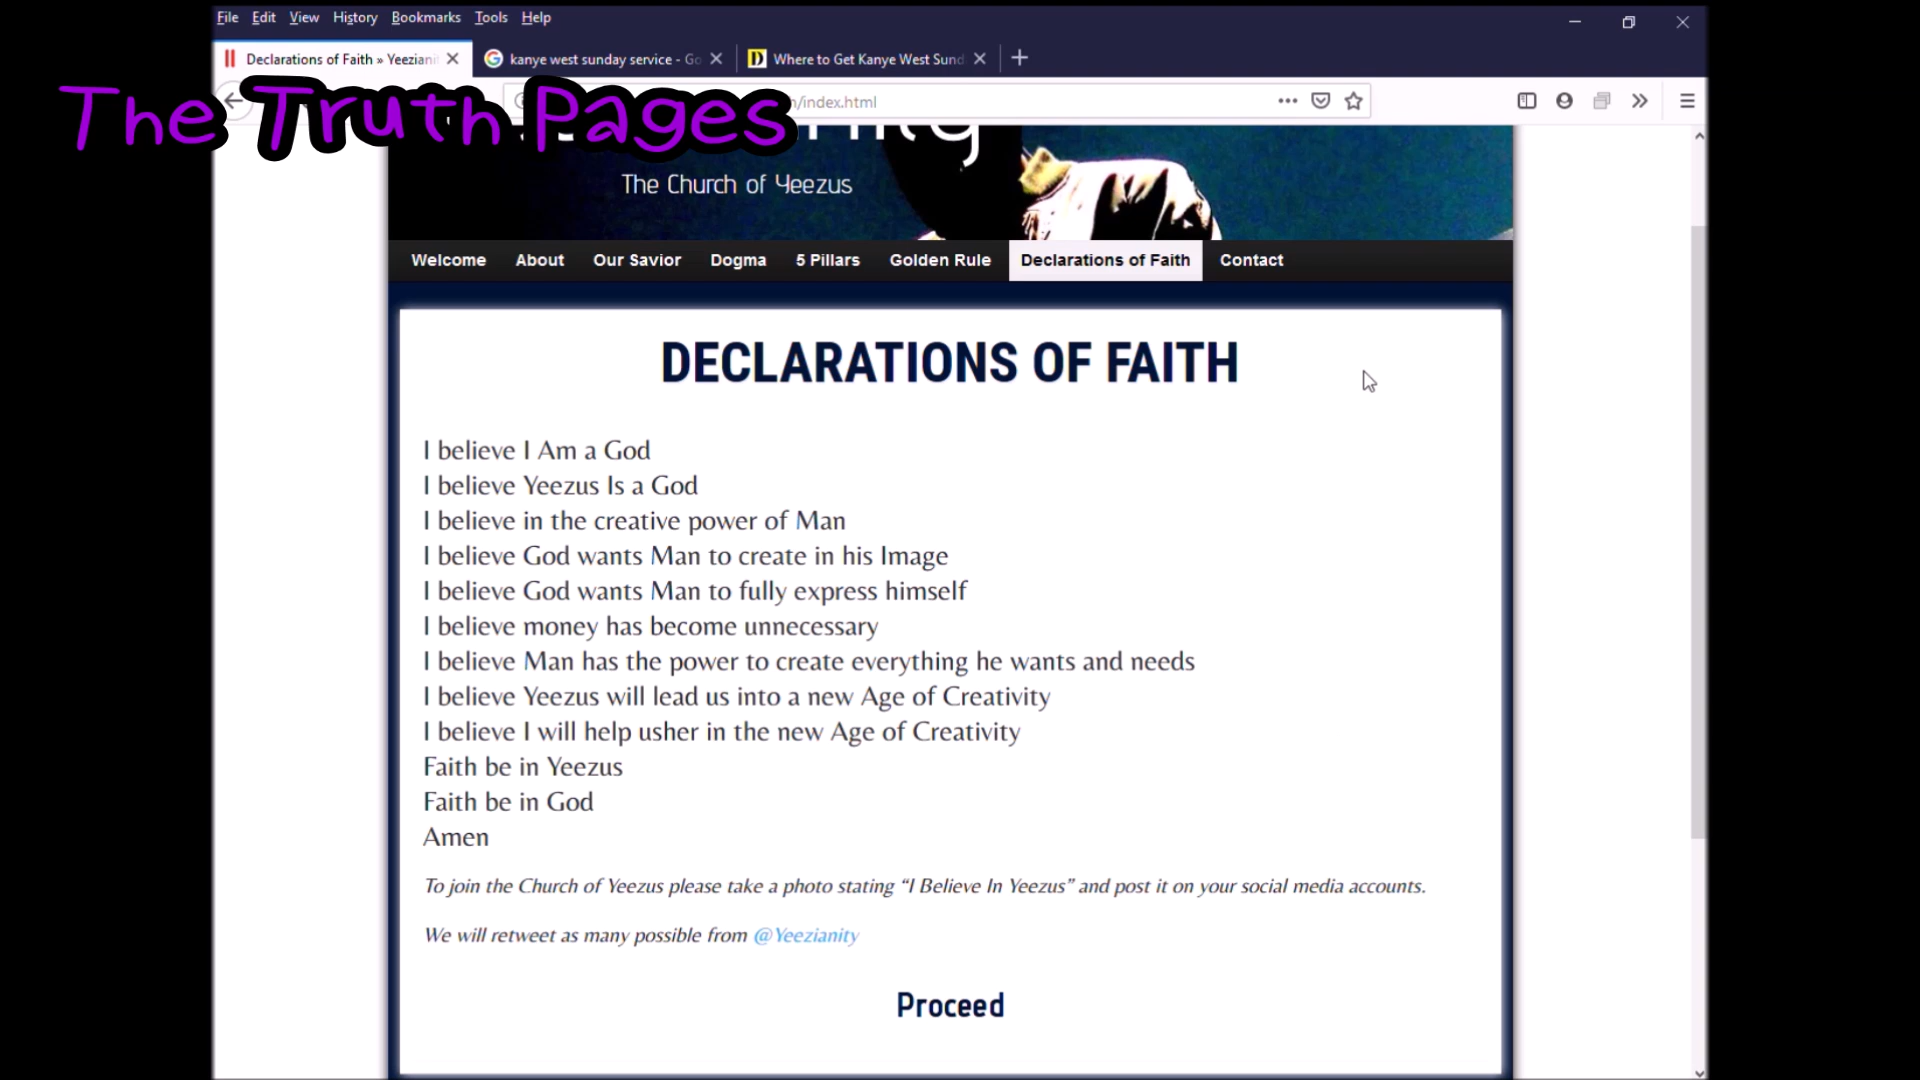 File Edit View History Bookmarks Tools Help
Declarations of Faith » Yeeziani
kanye west sunday service - Go
Where to Get Kanye West Sund
The Truth Pages
/index.html
The Church of Yeezus
Welcome About Our Savior Dogma 5 Pillars Golden Rule Declarations of Faith Contact
DECLARATIONS OF FAITH
I believe I Am a God
I believe Yeezus Is a God
I believe in the creative power of Man
I believe God wants Man to create in his Image
I believe God wants Man to fully express himself
I believe money has become unnecessary
I believe Man has the power to create everything he wants and needs
I believe Yeezus will lead us into a new Age of Creativity
I believe I will help usher in the new Age of Creativity
Faith be in Yeezus
Faith be in God
Amen
To join the Church of Yeezus please take a photo stating “I Believe In Yeezus” and post it on your social media accounts.
We will retweet as many possible from @Yeezianity
Proceed